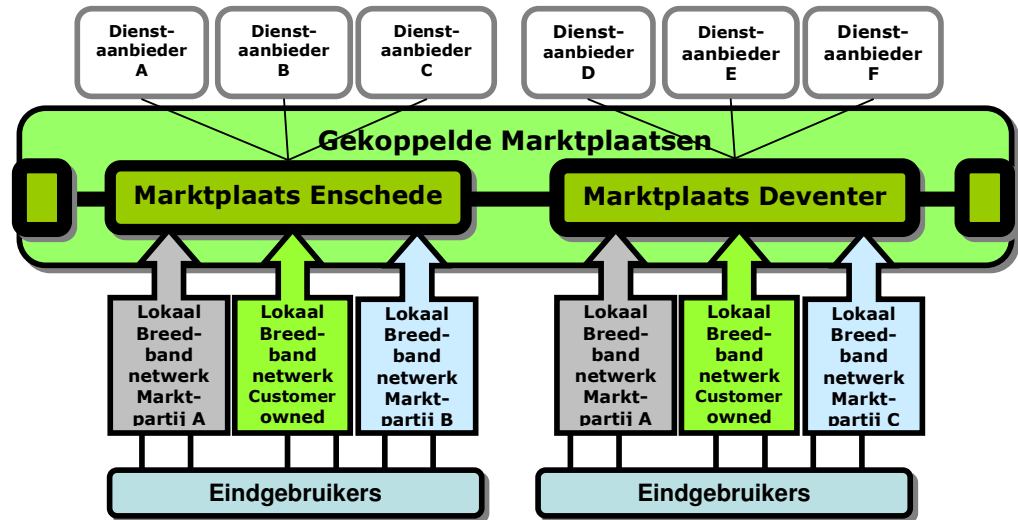 Dienst-
aanbieder
A
Dienst-
aanbieder
B
Dienst-
aanbieder
C
Dienst-
aanbieder
D
Dienst-
aanbieder
E
Dienst-
aanbieder
F
Gekoppelde Marktplaatsen
Marktplaats Enschede
Marktplaats Deventer
Lokaal
Breed-
band
netwerk
Markt-
partij A
Lokaal
Breed-
band
netwerk
Customer
owned
Lokaal
Breed-
band
netwerk
Markt-
partij B
Lokaal
Breed-
band
netwerk
Markt-
partij A
Lokaal
Breed-
band
netwerk
Customer
owned
Lokaal
Breed-
band
netwerk
Markt-
partij C
Eindgebruikers
Eindgebruikers